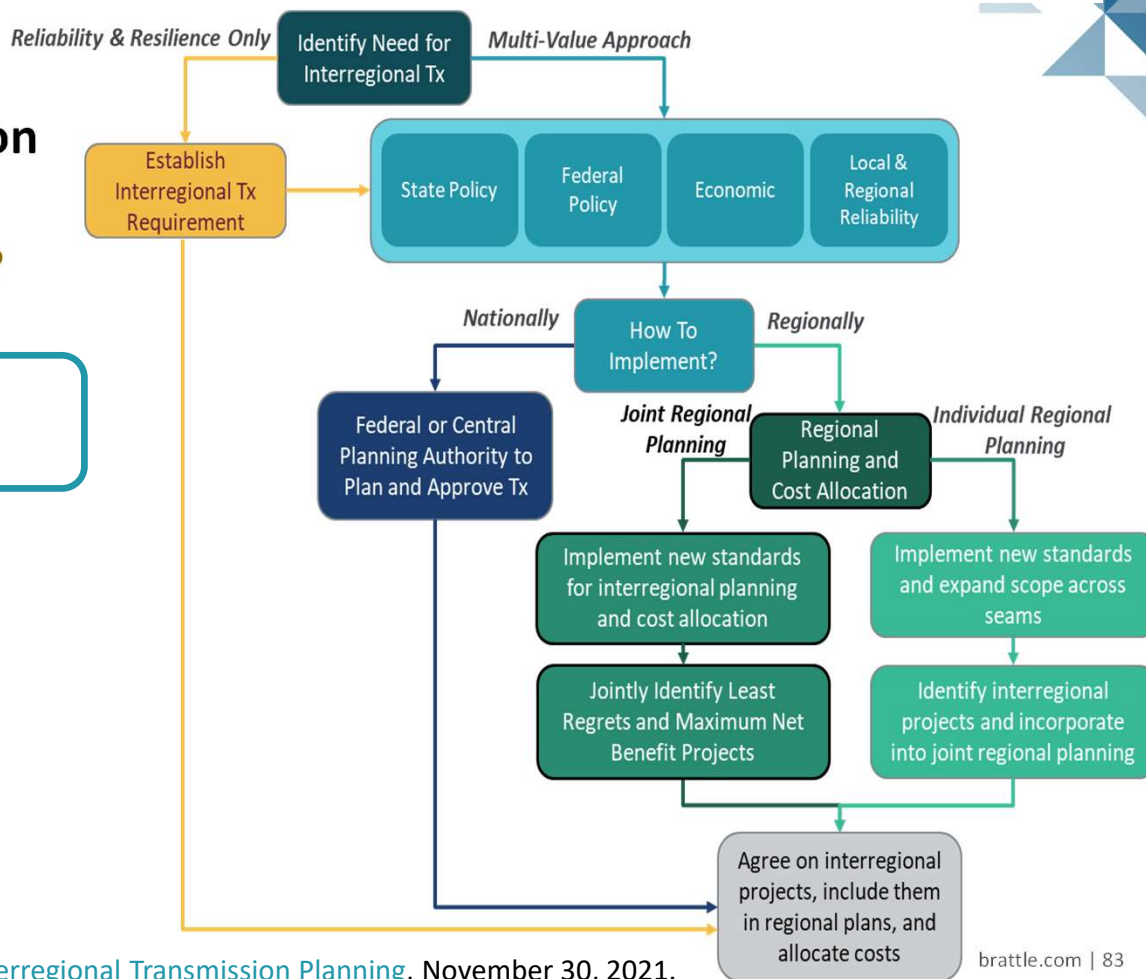 Reliability & Resilience Only
Identify Need for
Interregional Tx
Multi-Value Approach
on
Establish
Interregional Tx
Requirement
State Policy
Federal
Policy
Economic
Local &
Regional
Reliability
Nationally
How To
Implement?
Regionally
Federal or Central
Planning Authority to
Plan and Approve Tx
Joint Regional
Planning
Regional
Planning and
Cost Allocation
Individual Regional
Planning
Implement new standards
for interregional planning
and cost allocation
Implement new standards
and expand scope across
seams
Jointly Identify Least
Regrets and Maximum Net
Benefit Projects
Identify interregional
projects and incorporate
into joint regional planning
Agree on interregional
projects, include them
in regional plans, and
allocate costs
erregional Transmission Planning, November 30, 2021.
brattle.com | 83